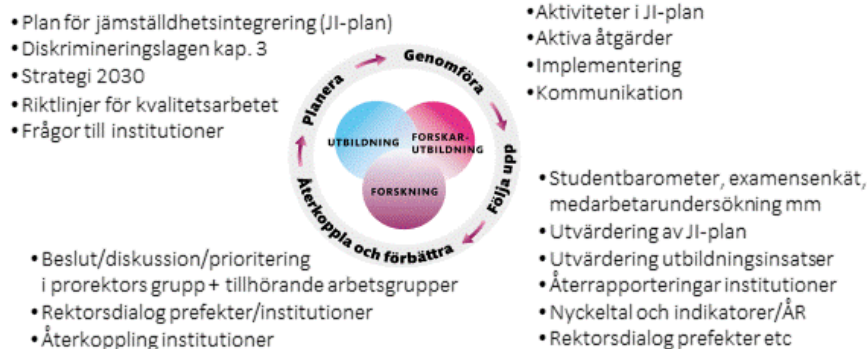 • Plan för jämställdhetsintegrering (JI-plan)
• Diskrimineringslagen kap. 3
• Strategi 2030
• Riktlinjer för kvalitetsarbetet
• Frågor till institutioner
• Aktiviteter i JI-plan
• Aktiva åtgärder
• Implementering
• Kommunikation
Planera
Genomföra
Följa upp
Återkoppla och förbättra
UTBILDNING
FORSKAR-
UTBILDNING
FORSKNING
• Studentbarometer, examensenkät,
medarbetarundersökning mm
• Utvärdering av JI-plan
• Utvärdering utbildningsinsatser
• Återrapporteringar institutioner
• Nyckeltal och indikatorer/ÅR
• Rektorsdialog prefekter etc
• Beslut/diskussion/prioritering
i prorektors grupp + tillhörande arbetsgrupper
• Rektorsdialog prefekter/institutioner
• Återkoppling institutioner